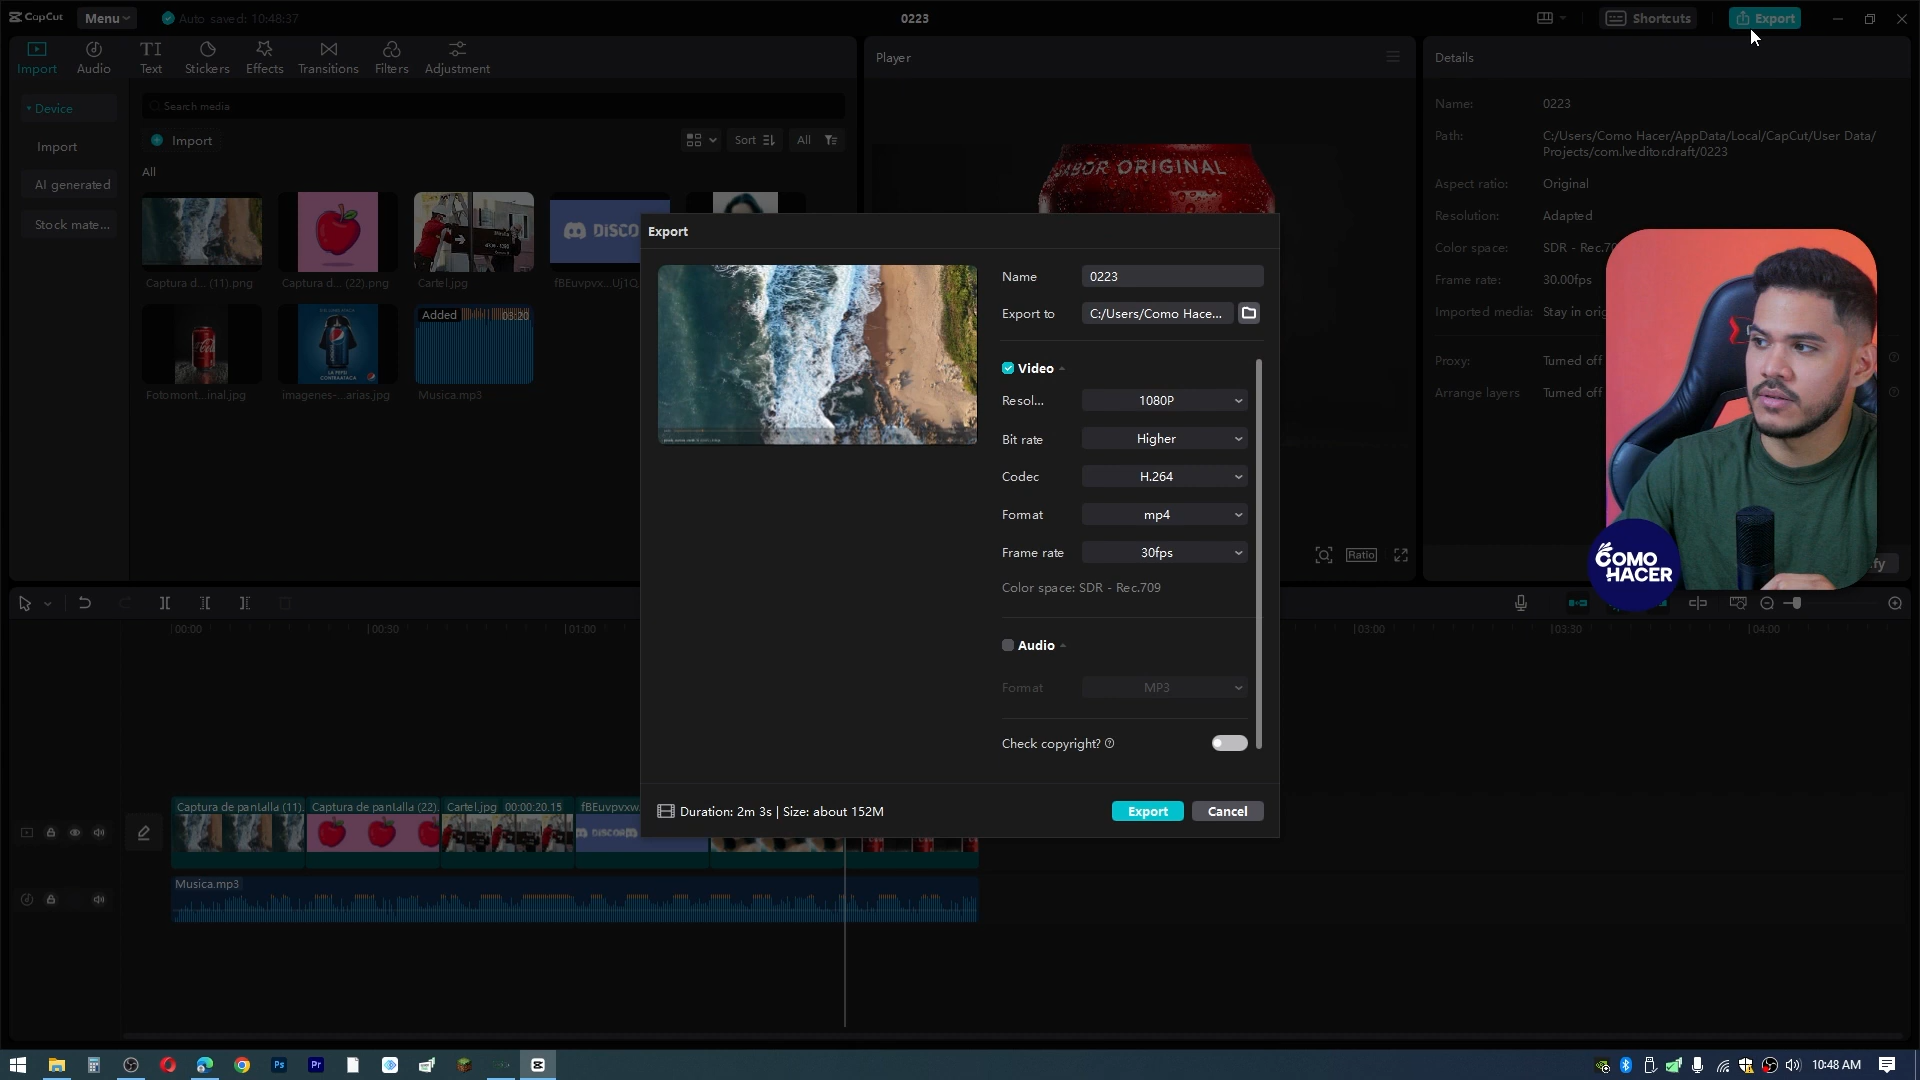 CapCut
Menu
Auto saved: 10:48:37
0223
Shortcuts
Export
Import
Audio
Text
Stickers
Effects
Transitions
Filters
Adjustment
Device
Import
AI generated
Stock mate...
Search media
Import
Sort
All
All
Captura d... (11).png
Captura d... (22).png
Cartel.jpg
DISCO
Fotomont...inal.jpg
imagenes-...arias.jpg
Added
03:20
Musica.mp3
Player
SABOR ORIGINAL
Ratio
Details
Name:
0223
Path:
C:/Users/Como Hacer/AppData/Local/CapCut/User Data/
Projects/com.lveditor.draft/0223
Aspect ratio:
Original
Resolution:
Adapted
Color space:
SDR - Rec.70
Frame rate:
30.00fps
Imported media:
Stay in orig
Proxy:
Turned off
Arrange layers
Turned off
fy
COMO
HACER
Export
Name
0223
Export to
C:/Users/Como Hace...
Video
Resol...
1080P
Bit rate
Higher
Codec
H.264
Format
mp4
Frame rate
30fps
Color space: SDR - Rec.709
Audio
Format
MP3
Check copyright?
Duration: 2m 3s | Size: about 152M
Export
Cancel
00:00
00:30
01:00
03:00
03:30
04:00
Captura de pantalla (11).
Captura de pantalla (22).
Cartel.jpg 00:00:20.15
fBEuvpvxw
Musica.mp3
Ps
Pr
10:48 AM